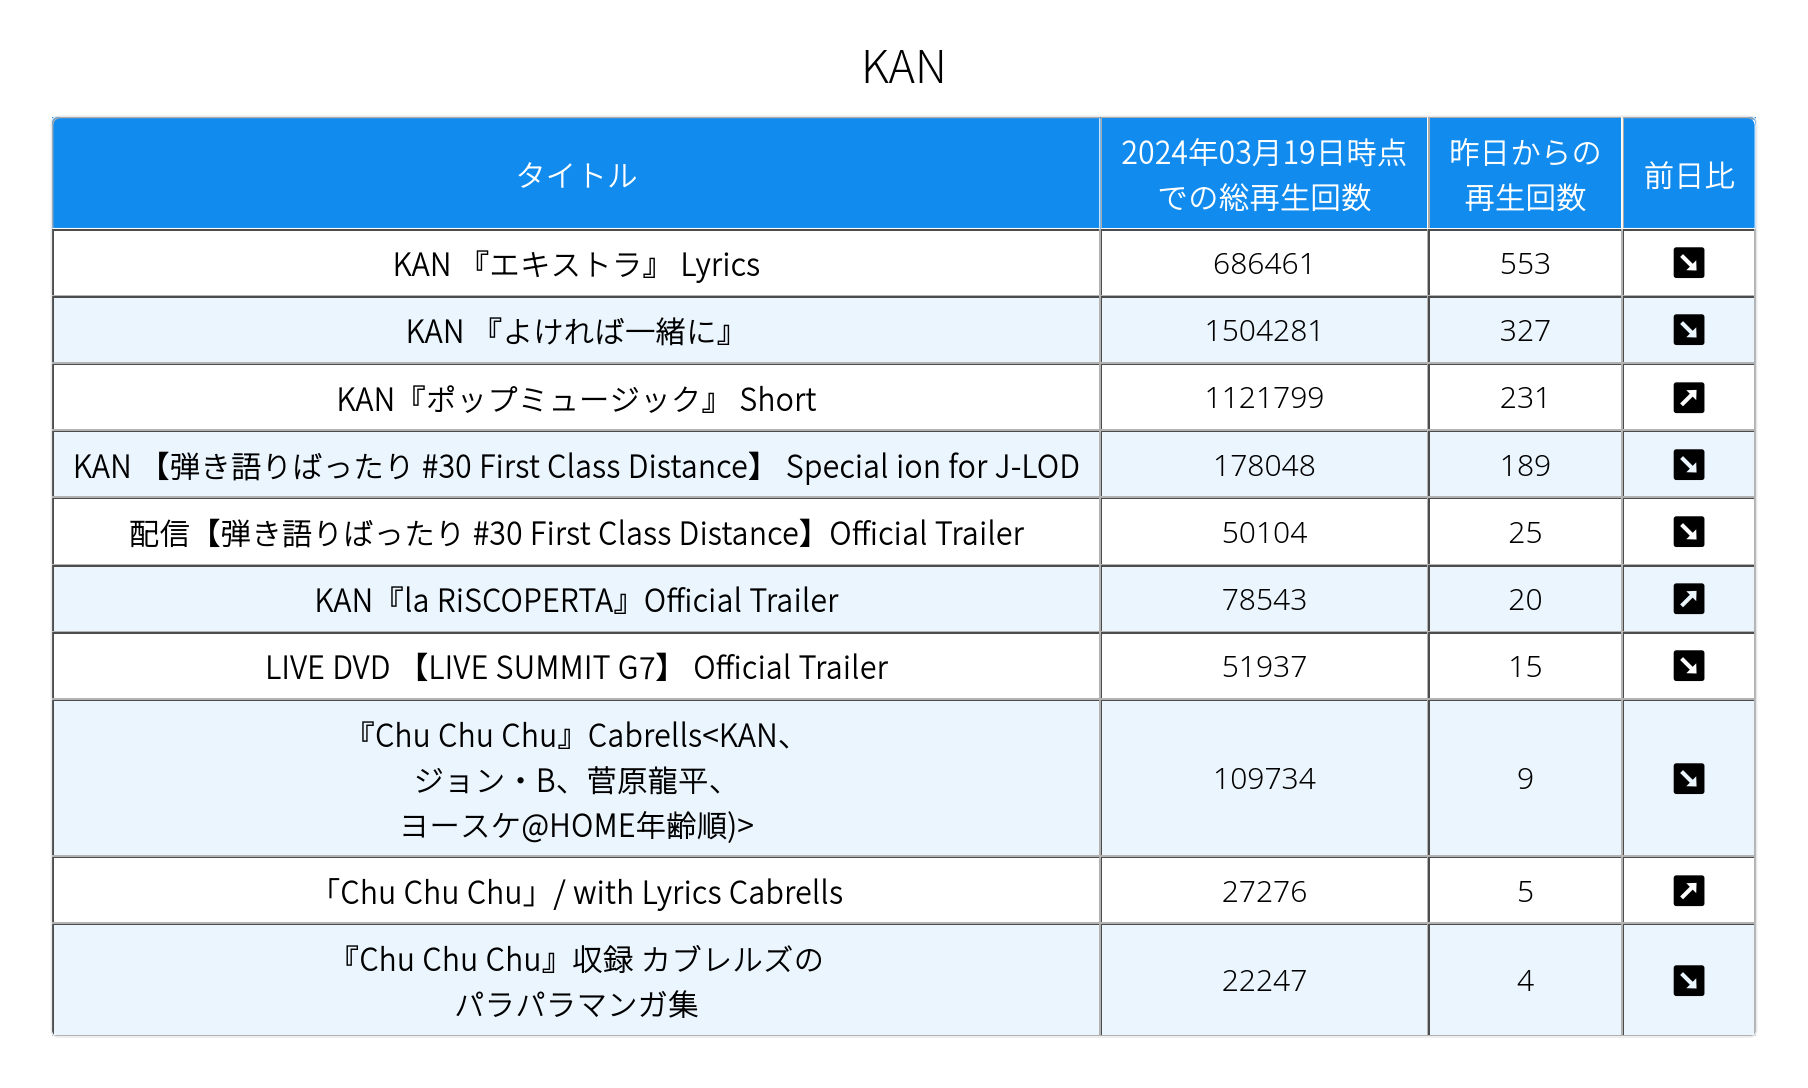 KAN
タイトル
2024年03月19日時点
での総再生回数
昨日からの
再生回数
前日比
KAN 『エキストラ』 Lyrics
686461
553
KAN 『よければ一緒に』
1504281
327
KAN『ポップミュージック』 Short
1121799
231
KAN 【弾き語りばったり #30 First Class Distance】 Special ion for J-LOD
178048
189
配信【弾き語りばったり #30 First Class Distance】Official Trailer
50104
25
KAN『la RiSCOPERTA』Official Trailer
78543
20
LIVE DVD 【LIVE SUMMIT G7】 Official Trailer
51937
15
『Chu Chu Chu』Cabrells<KAN、
ジョン・B、菅原龍平、
ヨースケ@HOME年齢順)>
109734
9
「Chu Chu Chu」/ with Lyrics Cabrells
27276
5
『Chu Chu Chu』収録 カブレルズの
パラパラマンガ集
22247
4